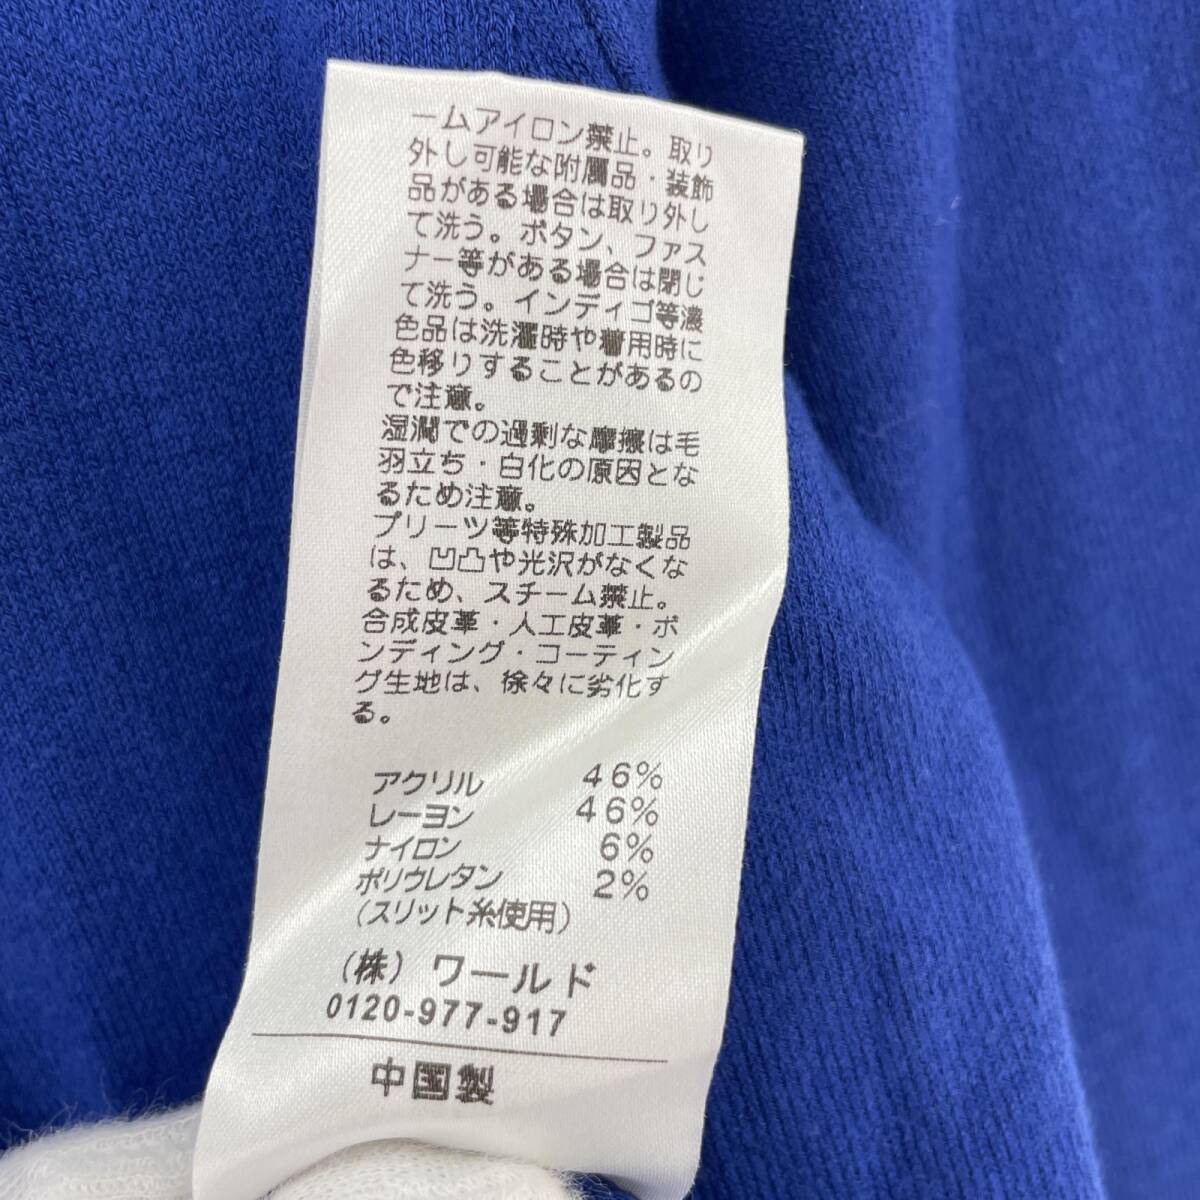 ームアイロン禁止。取り
外し可能な附属品・装飾
品がある場合は取り外し
て洗う。ボタン、ファス
ナー等がある場合は閉じ
て洗う。インディゴ等濃
色品は洗濯時や着用時に
色移りすることがあるの
で注意。
湿潤での過剰な摩擦は毛
羽立ち・白化の原因とな
るため注意。
プリーツ等特殊加工製品
は、凹凸や光沢がなくな
るため、スチーム禁止。
合成皮革・人工皮革・ボ
ンディング・コーティン
グ生地は、徐々に劣化す
る。
アクリル 46%
レーヨン 46%
ナイロン 6%
ポリウレタン 2%
(スリット糸使用)
(株) ワールド
0120-977-917
中国製